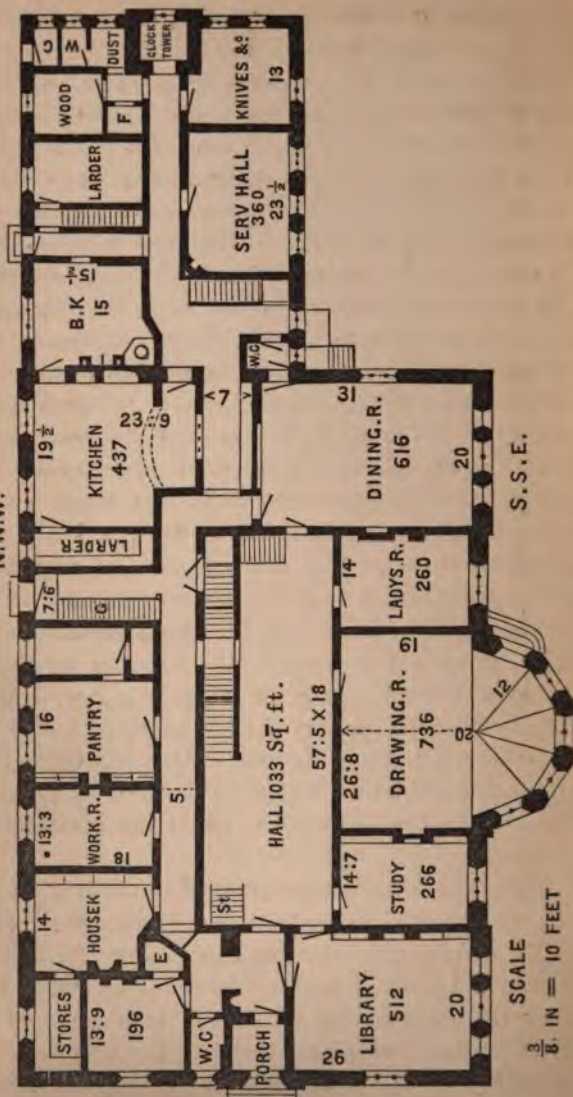 N.N.W.
G
W
DUST
CLOCK
TOWER
WOOD
F
KNIVES &c
13
LARDER
SERV HALL
360
23 1/2
B.K
15
15 1/2
O
W.C
19 1/2
KITCHEN
437
23:9
7
LARDER
7:6
G
DINING.R.
616
31
20
S.S.E.
LADYS.R.
260
14
16
PANTRY
5
HALL 1033 Sq. ft.
57:5 X 18
19
26:8
DRAWING.R.
736
20
12
13:3
WORK.R.
18
14
HOUSEK
St
14:7
STUDY
266
STORES
13:9
196
E
W.C
PORCH
LIBRARY
512
26
20
SCALE
3/8. IN = 10 FEET